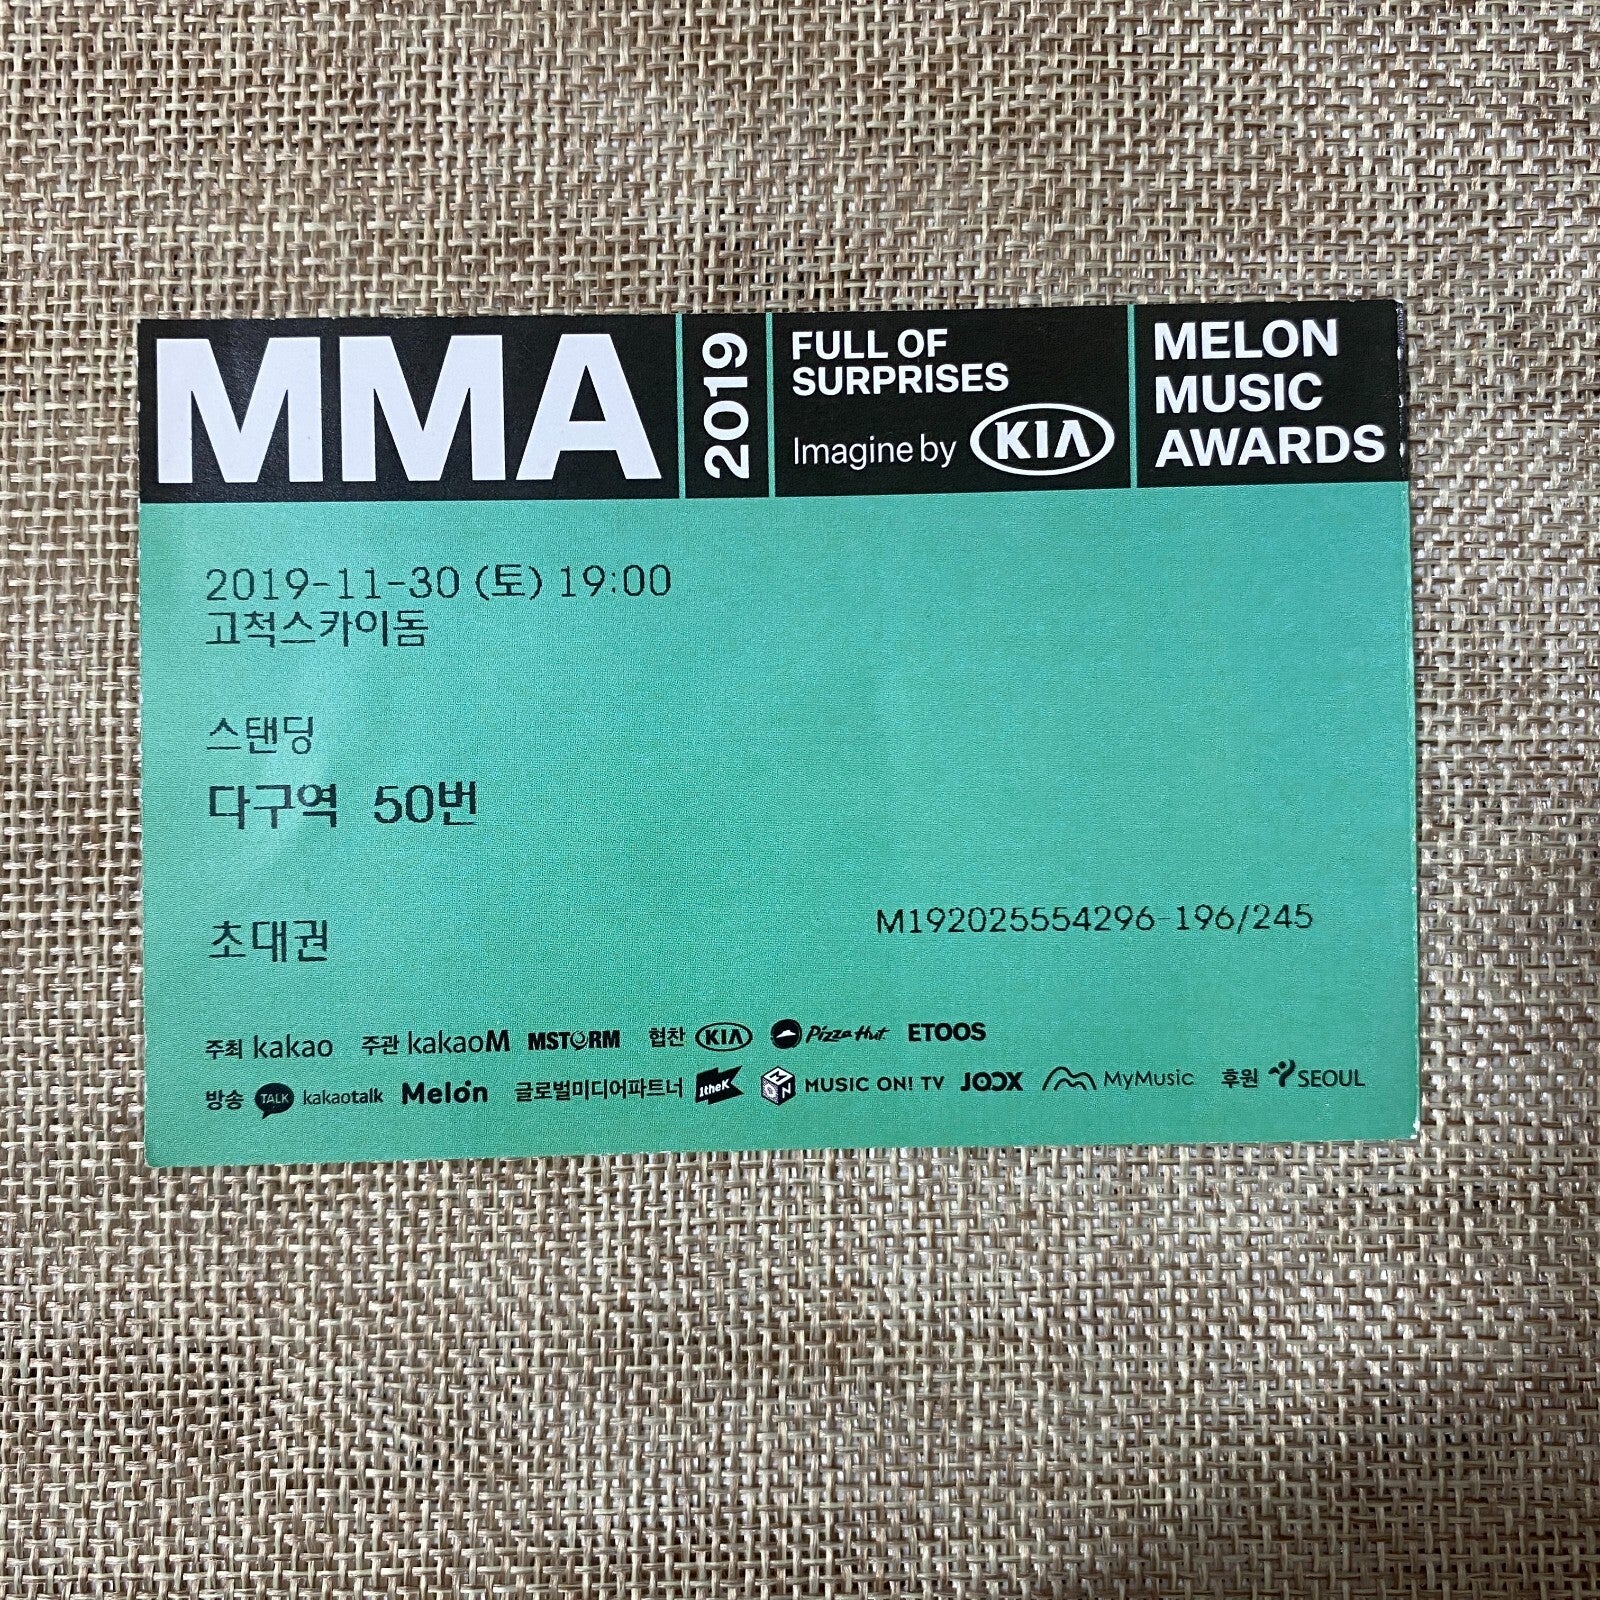 MMA
2019
FULL OF
SURPRISES
Imagine by KIA
MELON
MUSIC
AWARDS
2019-11-30 (토) 19:00
고척스카이돔
스탠딩
다구역 50번
초대권
M192025554296-196/245
주최 kakao 주관 kakaoM MSTORM 협찬 KIA Pizza Hut ETOOS
방송 TALK kakaotalk Melon 글로벌미디어파트너 1theK MON MUSIC ON! TV JOOX MyMusic 후원 SEOUL